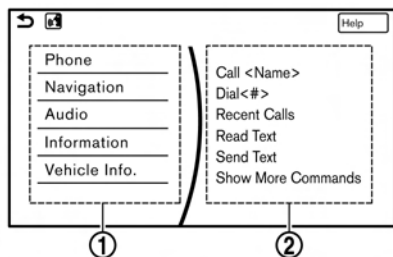 Help
Phone
Navigation
Audio
Information
Vehicle Info.
Call <Name>
Dial<#>
Recent Calls
Read Text
Send Text
Show More Commands
① ②